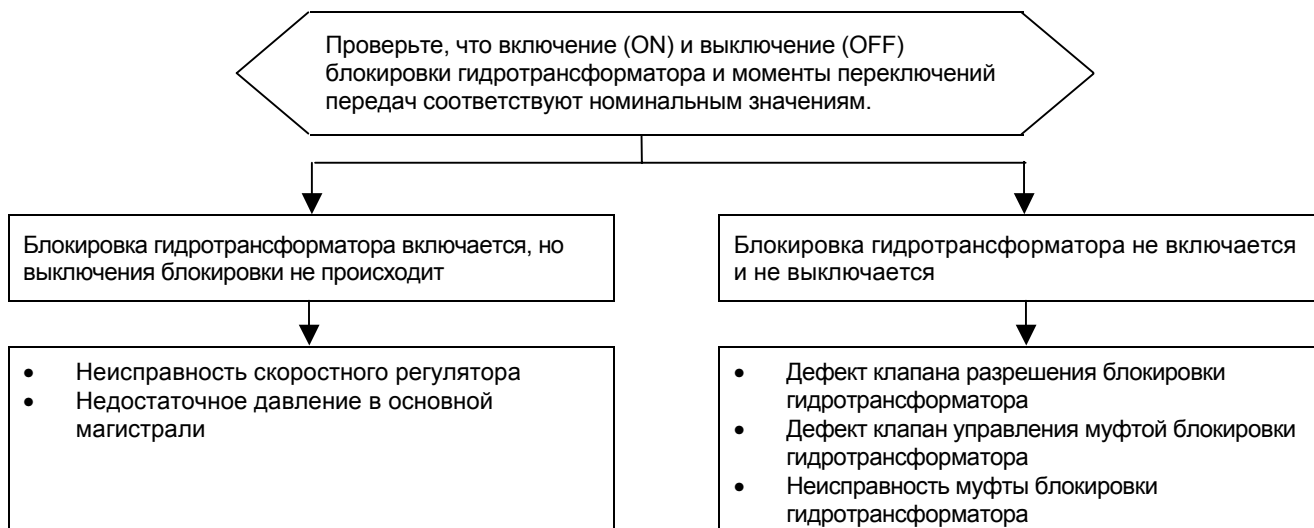 Проверьте, что включение (ON) и выключение (OFF)
блокировки гидротрансформатора и моменты переключений
передач соответствуют номинальным значениям.
Блокировка гидротрансформатора включается, но
выключения блокировки не происходит
Блокировка гидротрансформатора не включается
и не выключается
• Неисправность скоростного регулятора
• Недостаточное давление в основной
магистрали
• Дефект клапана разрешения блокировки
гидротрансформатора
• Дефект клапан управления муфтой блокировки
гидротрансформатора
• Неисправность муфты блокировки
гидротрансформатора